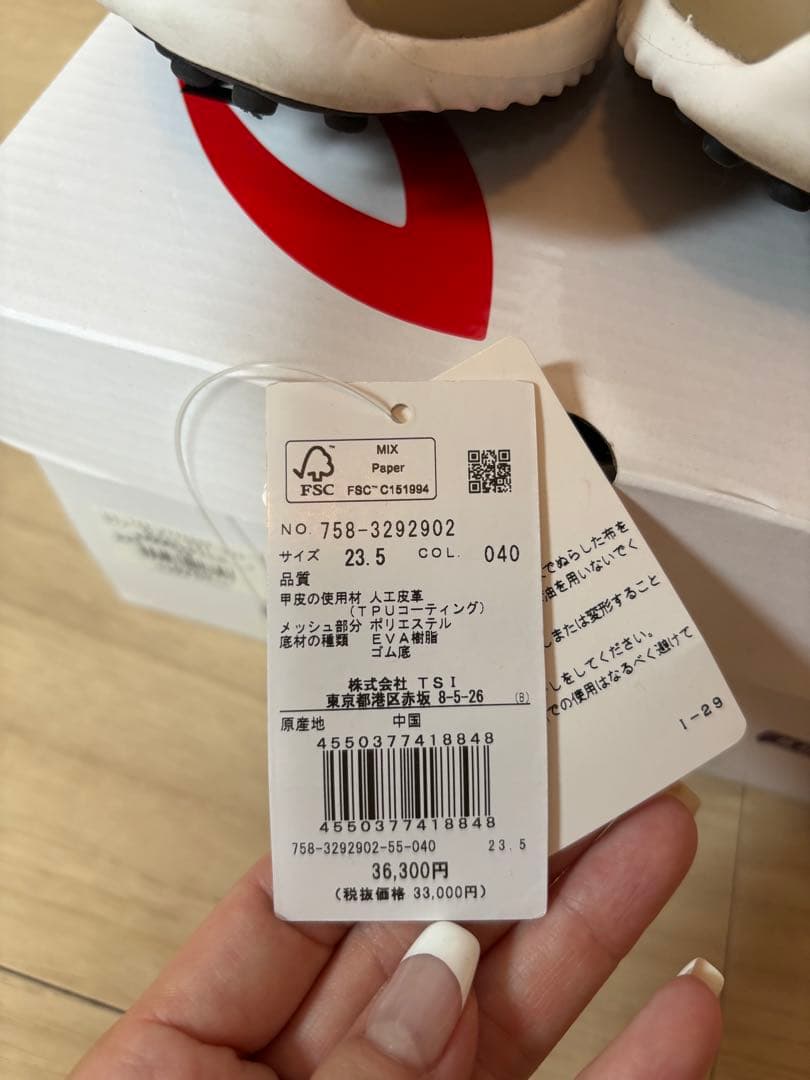 MIX
Paper
FSC™ C151994
FSC
NO. 758-3292902
サイズ 23.5 COL. 040
品質
甲皮の使用材 人工皮革
(TPUコーティング)
メッシュ部分 ポリエステル
底材の種類 EVA樹脂
ゴム底
株式会社 TSI
東京都港区赤坂 8-5-26 (B)
原産地 中国
4550377418848
4550377418848
758-3292902-55-040 23.5
36,300円
(税抜価格 33,000円)
でぬらした布を
油を用いないでく
または変形すること
しをしてください。
での使用はなるべく避けて
I-29